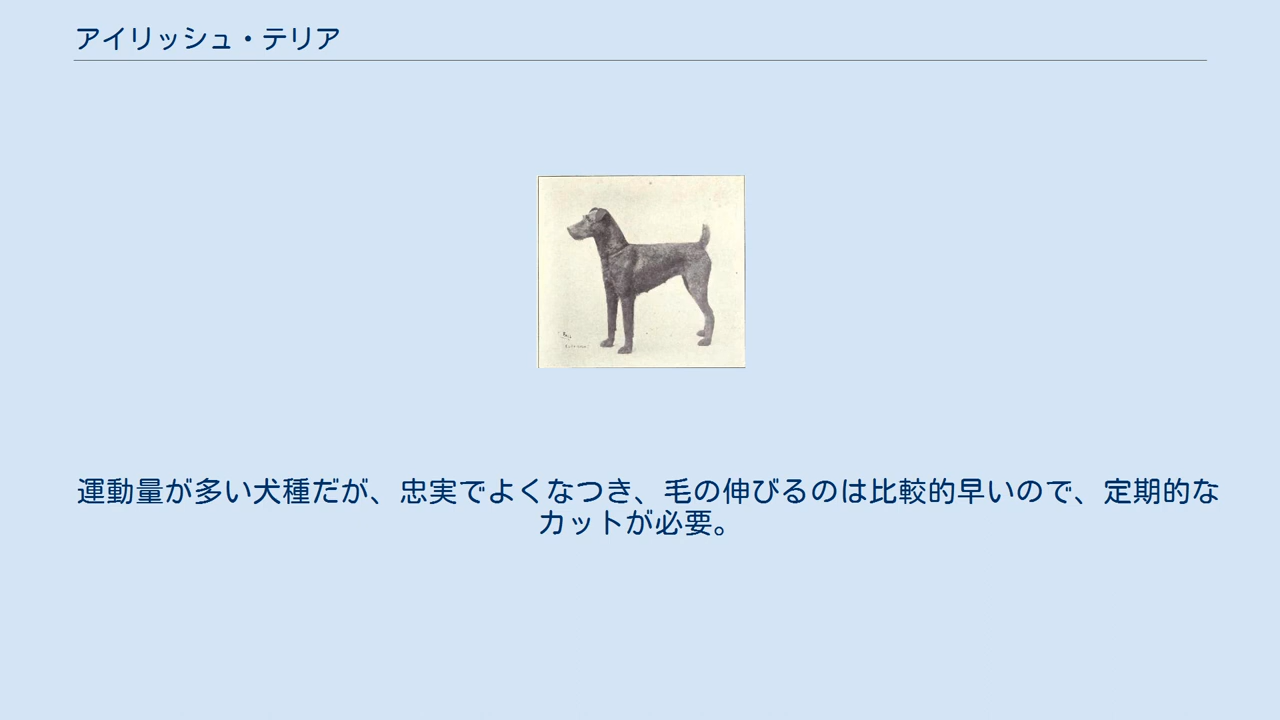 アイリッシュ・テリア
運動量が多い犬種だが、忠実でよくなつき、毛の伸びるのは比較的早いので、定期的な
カットが必要。